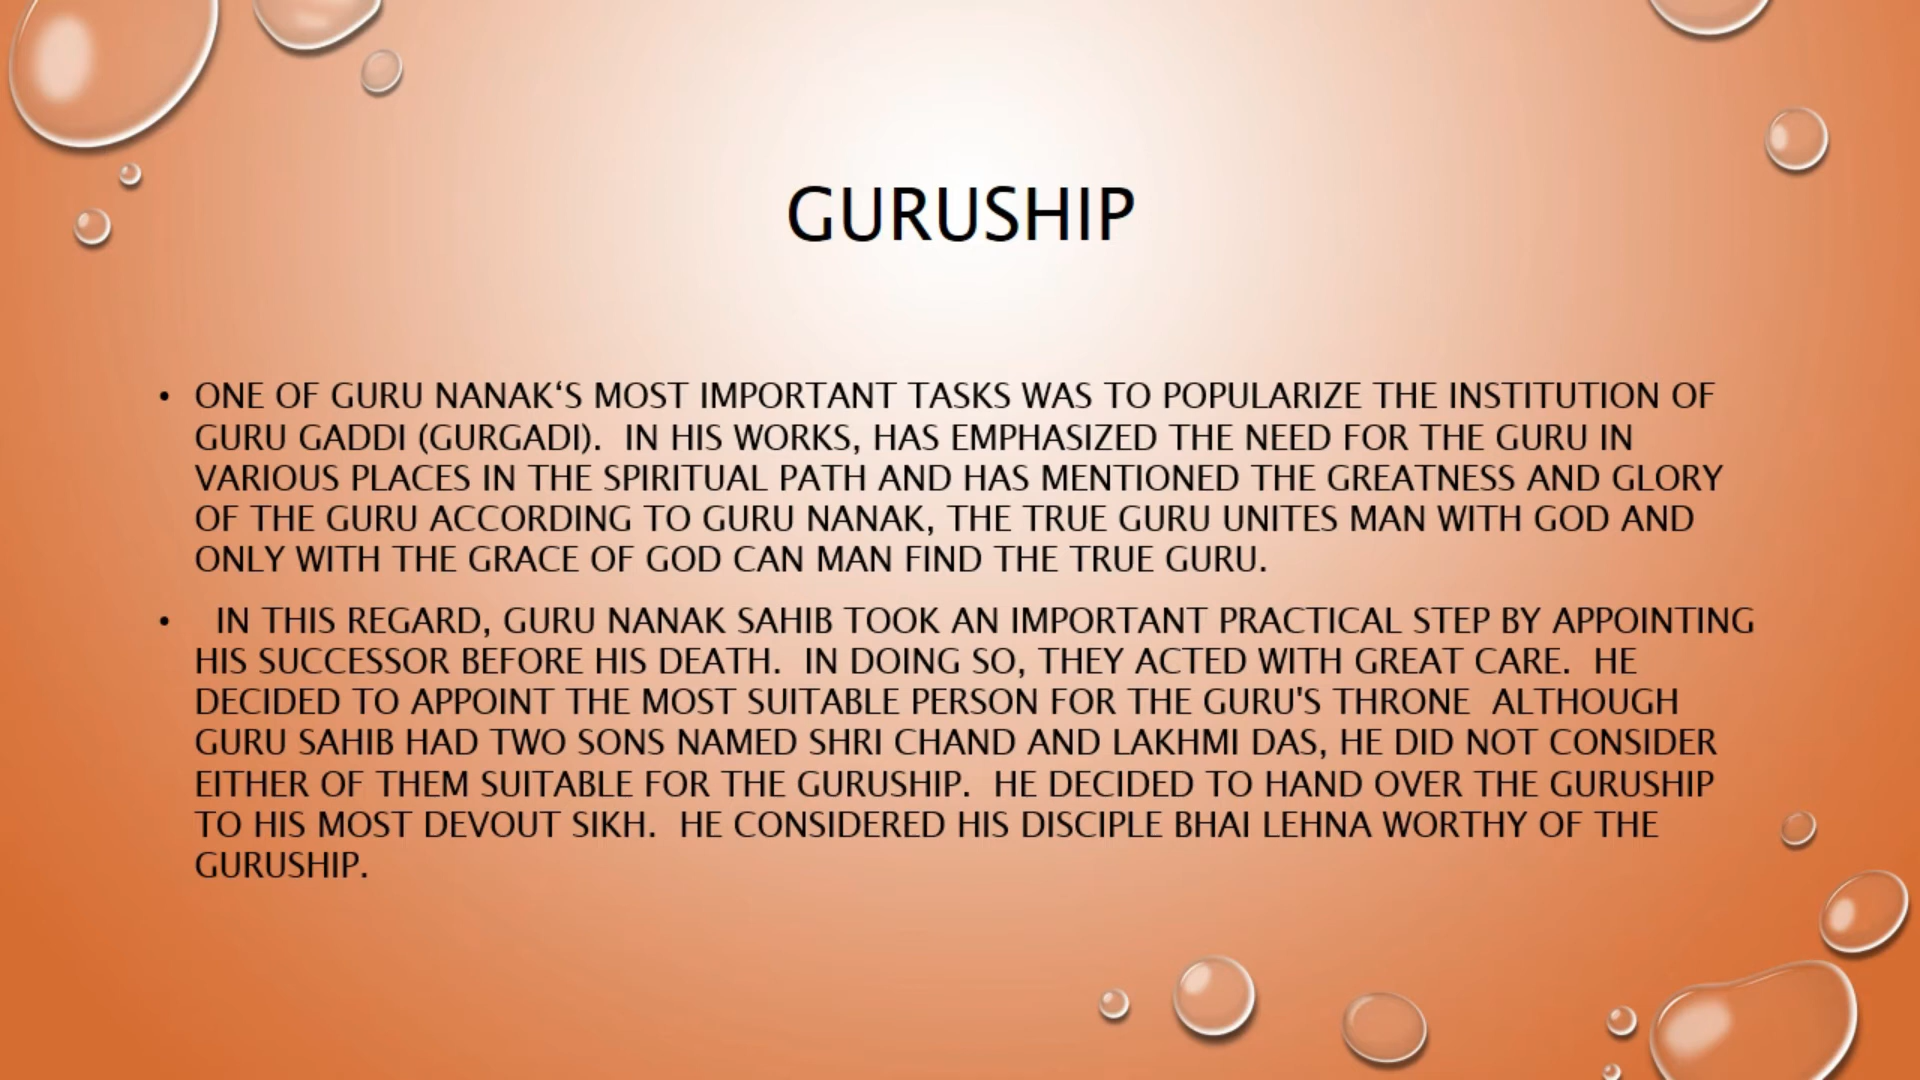 GURUSHIP
• ONE OF GURU NANAK‘S MOST IMPORTANT TASKS WAS TO POPULARIZE THE INSTITUTION OF
GURU GADDI (GURGADI).  IN HIS WORKS, HAS EMPHASIZED THE NEED FOR THE GURU IN
VARIOUS PLACES IN THE SPIRITUAL PATH AND HAS MENTIONED THE GREATNESS AND GLORY
OF THE GURU ACCORDING TO GURU NANAK, THE TRUE GURU UNITES MAN WITH GOD AND
ONLY WITH THE GRACE OF GOD CAN MAN FIND THE TRUE GURU.
•  IN THIS REGARD, GURU NANAK SAHIB TOOK AN IMPORTANT PRACTICAL STEP BY APPOINTING
HIS SUCCESSOR BEFORE HIS DEATH.  IN DOING SO, THEY ACTED WITH GREAT CARE.  HE
DECIDED TO APPOINT THE MOST SUITABLE PERSON FOR THE GURU'S THRONE  ALTHOUGH
GURU SAHIB HAD TWO SONS NAMED SHRI CHAND AND LAKHMI DAS, HE DID NOT CONSIDER
EITHER OF THEM SUITABLE FOR THE GURUSHIP.  HE DECIDED TO HAND OVER THE GURUSHIP
TO HIS MOST DEVOUT SIKH.  HE CONSIDERED HIS DISCIPLE BHAI LEHNA WORTHY OF THE
GURUSHIP.